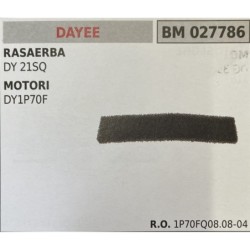 DAYEE
BM 027786
RASAERBA
DY 21SQ
MOTORI
DY1P70F
R.O. 1P70FQ08.08-04